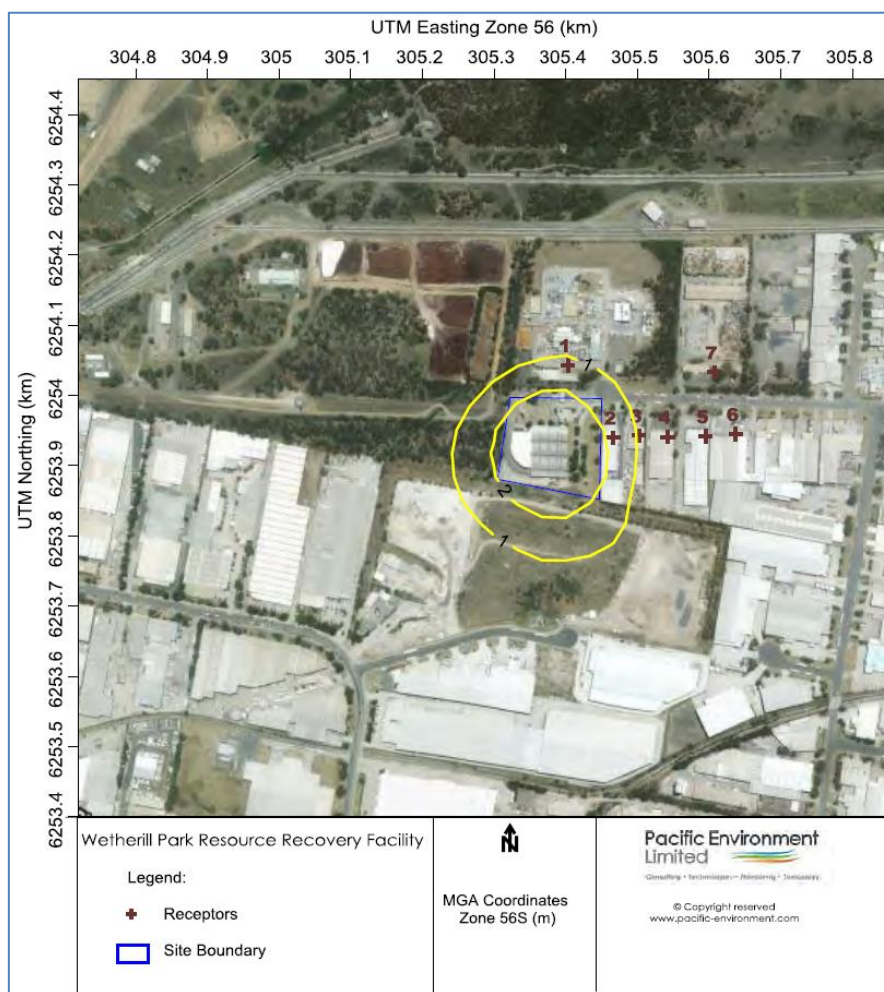 UTM Easting Zone 56 (km)
304.8 304.9 305 305.1 305.2 305.3 305.4 305.5 305.6 305.7 305.8
UTM Northing (km)
6254.4
6254.3
6254.2
6254.1
6254
6253.9
6253.8
6253.7
6253.6
6253.5
6253.4
1 1 7
2 3 4 5 6
2
1
Wetherill Park Resource Recovery Facility
Legend:
Receptors
Site Boundary
N
MGA Coordinates
Zone 56S (m)
Pacific Environment
Limited
Consulting • Technologies • Monitoring • Toxicology
© Copyright reserved
www.pacific-environment.com